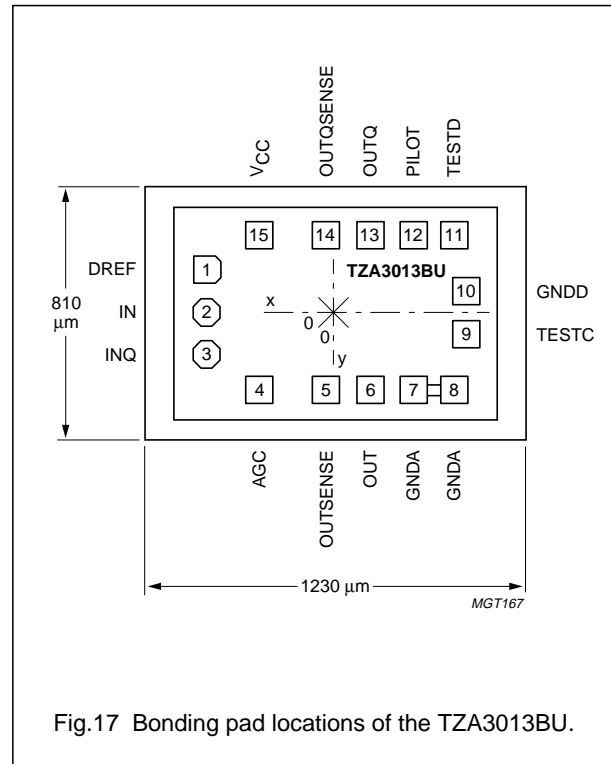 VCC
OUTQSENSE
OUTQ
PILOT
TESTD
15
14
13
12
11
DREF
1
TZA3013BU
10
GNDD
810
µm
IN
2
x
0
0
9
TESTC
INQ
3
y
4
5
6
7
8
AGC
OUTSENSE
OUT
GNDA
GNDA
1230 µm
MGT167
Fig.17 Bonding pad locations of the TZA3013BU.